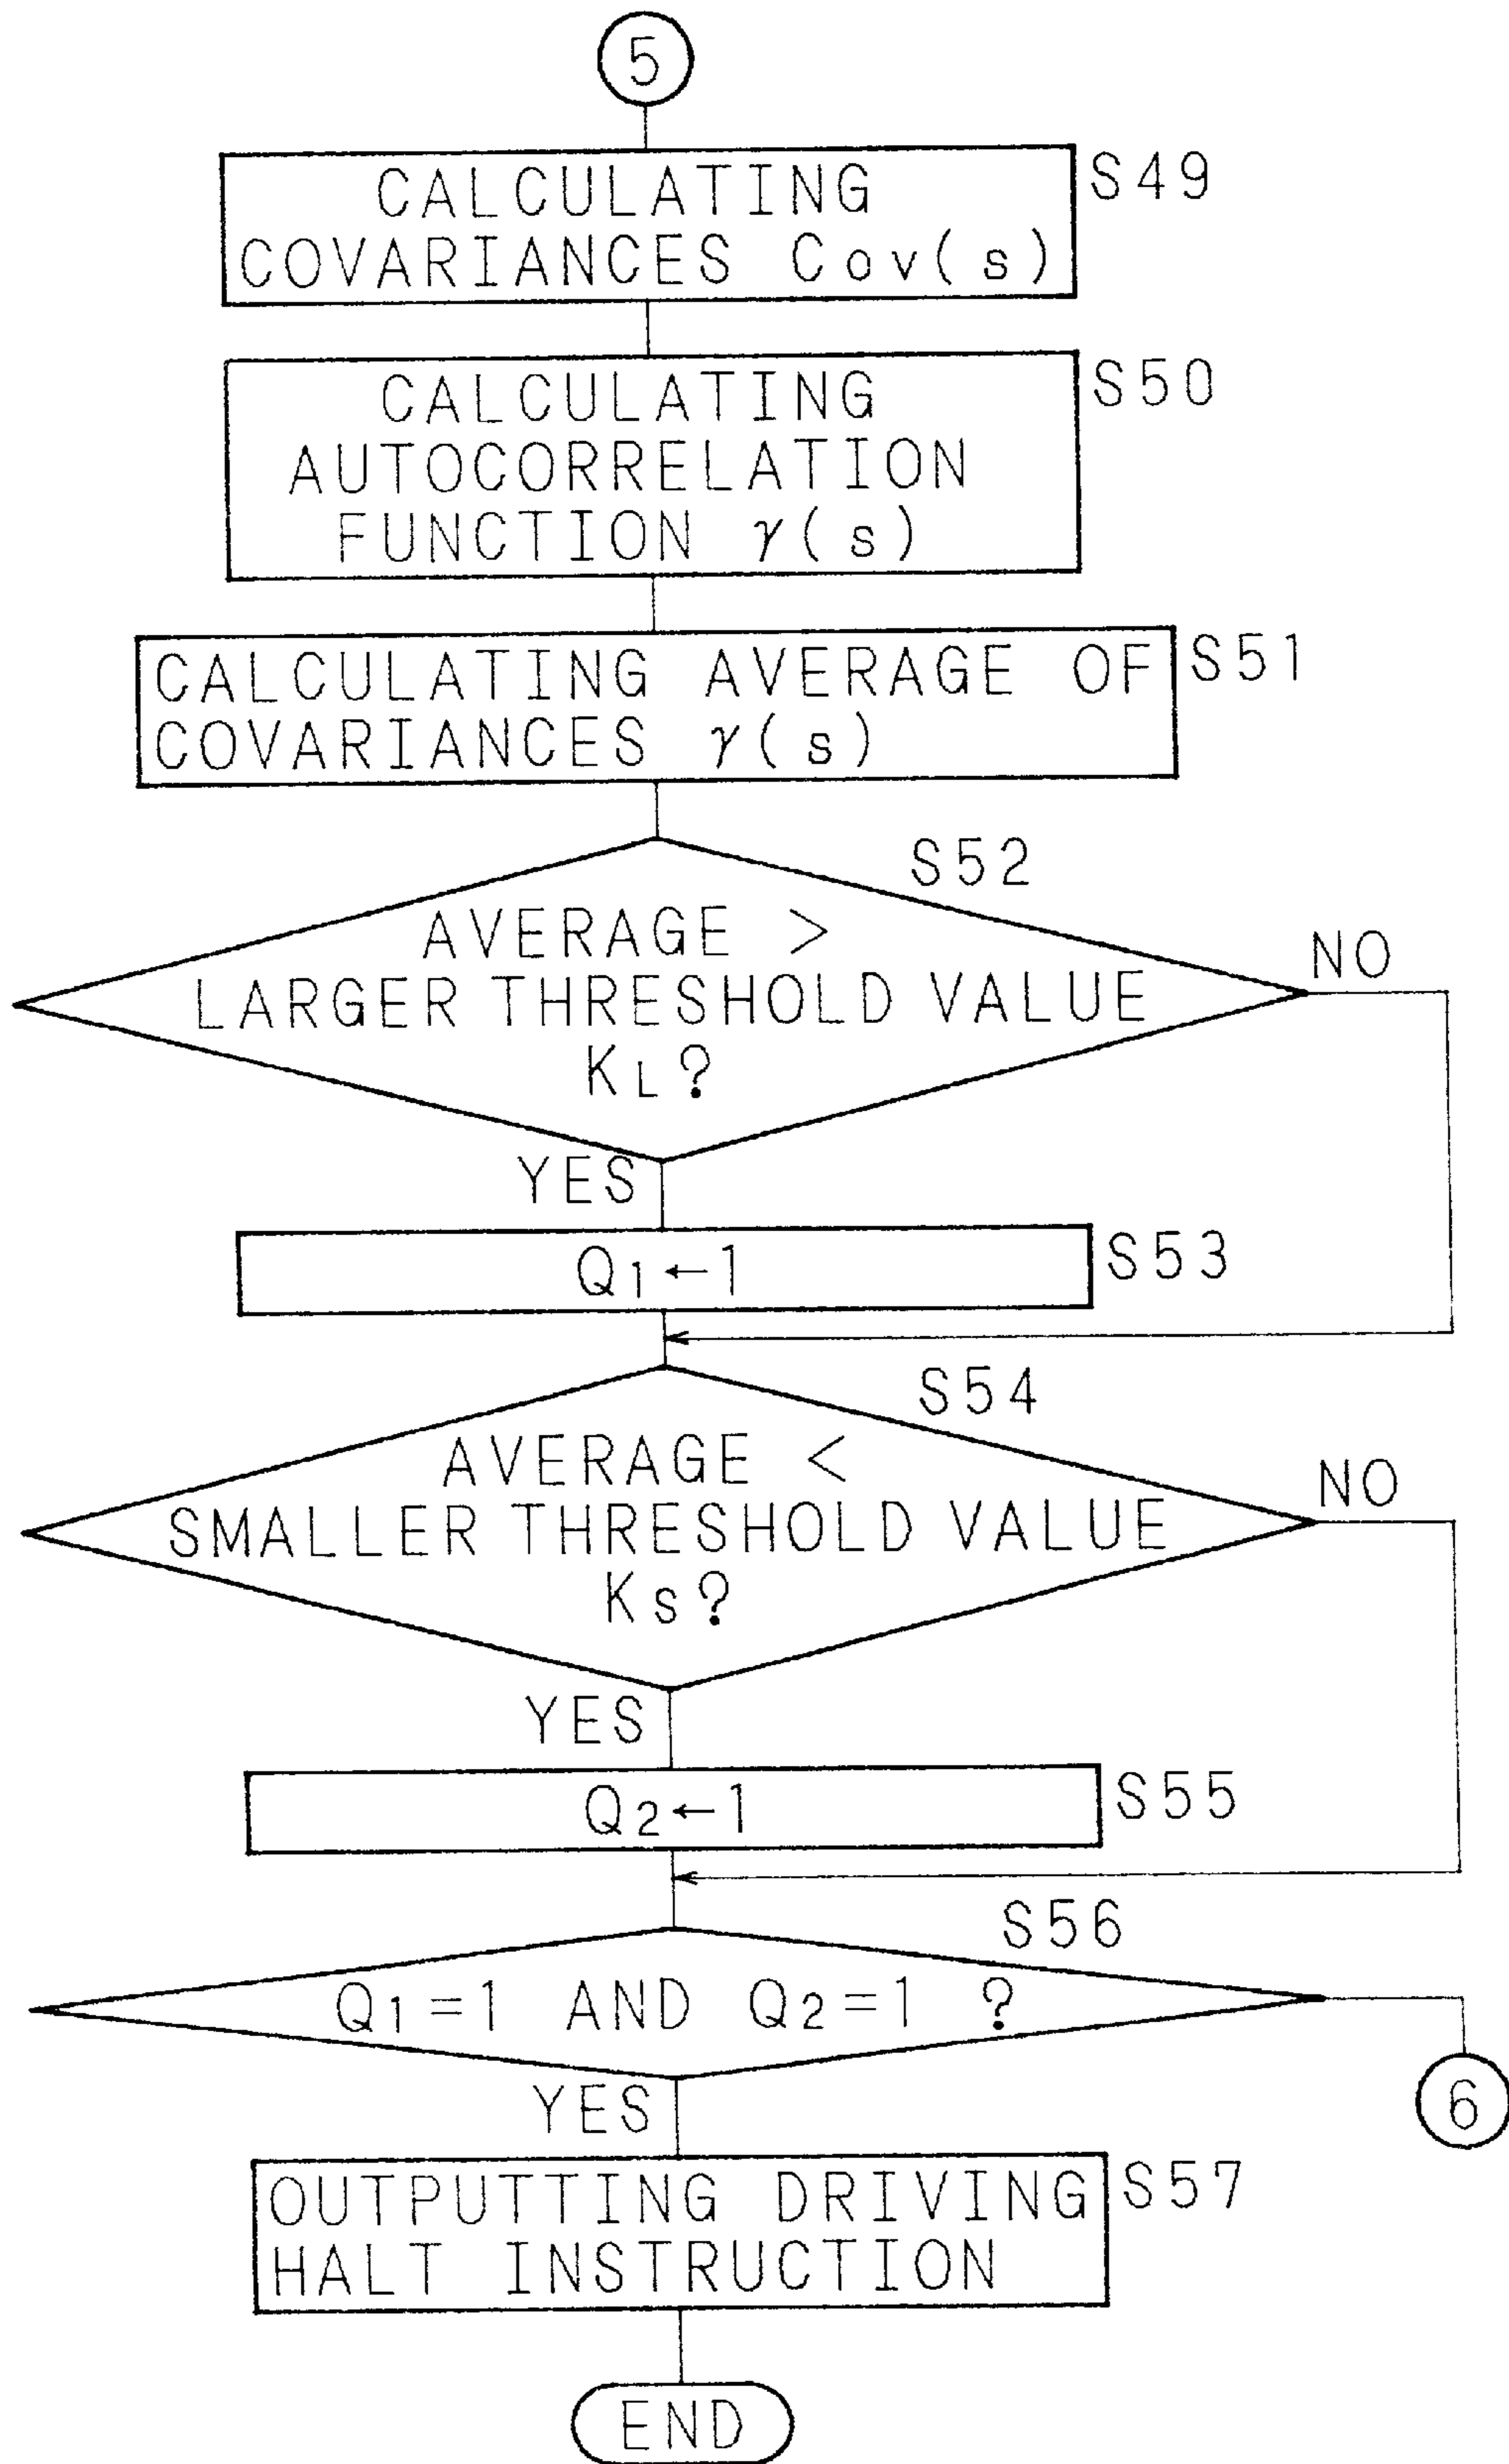 5
CALCULATING S49
COVARIANCES Cov(s)
CALCULATING S50
AUTOCORRELATION
FUNCTION γ(s)
CALCULATING AVERAGE OF S51
COVARIANCES γ(s)
S52
AVERAGE >
LARGER THRESHOLD VALUE NO
KL?
YES
Q1←1 S53
S54
AVERAGE <
SMALLER THRESHOLD VALUE NO
Ks?
YES
Q2←1 S55
S56
Q1=1 AND Q2=1 ?
YES 6
OUTPUTTING DRIVING S57
HALT INSTRUCTION
END